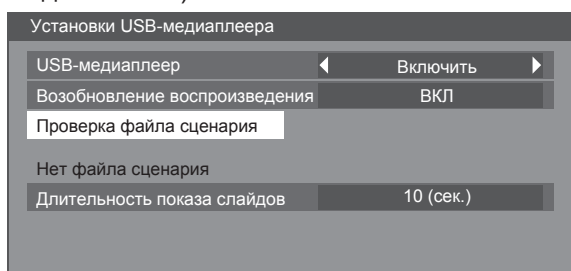 Установки USB-медиаплеера
USB-медиаплеер Включить
Возобновление воспроизведения ВКЛ
Проверка файла сценария
Нет файла сценария
Длительность показа слайдов 10 (сек.)